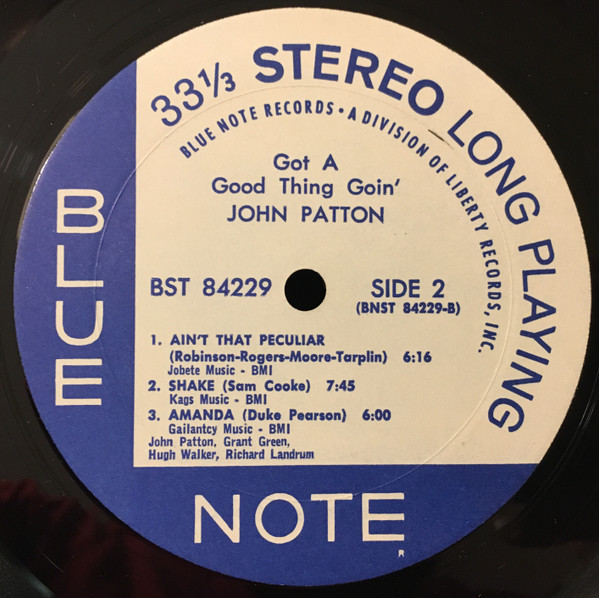 33⅓ STEREO LONG PLAYING
BLUE NOTE RECORDS • A DIVISION OF LIBERTY RECORDS, INC.
Got A
Good Thing Goin'
JOHN PATTON
BST 84229
SIDE 2
(BNST 84229-B)
1. AIN'T THAT PECULIAR
(Robinson-Rogers-Moore-Tarplin) 6:16
Jobete Music - BMI
2. SHAKE (Sam Cooke) 7:45
Kags Music - BMI
3. AMANDA (Duke Pearson) 6:00
Gailantcy Music - BMI
John Patton, Grant Green,
Hugh Walker, Richard Landrum
BLUE
NOTE
R